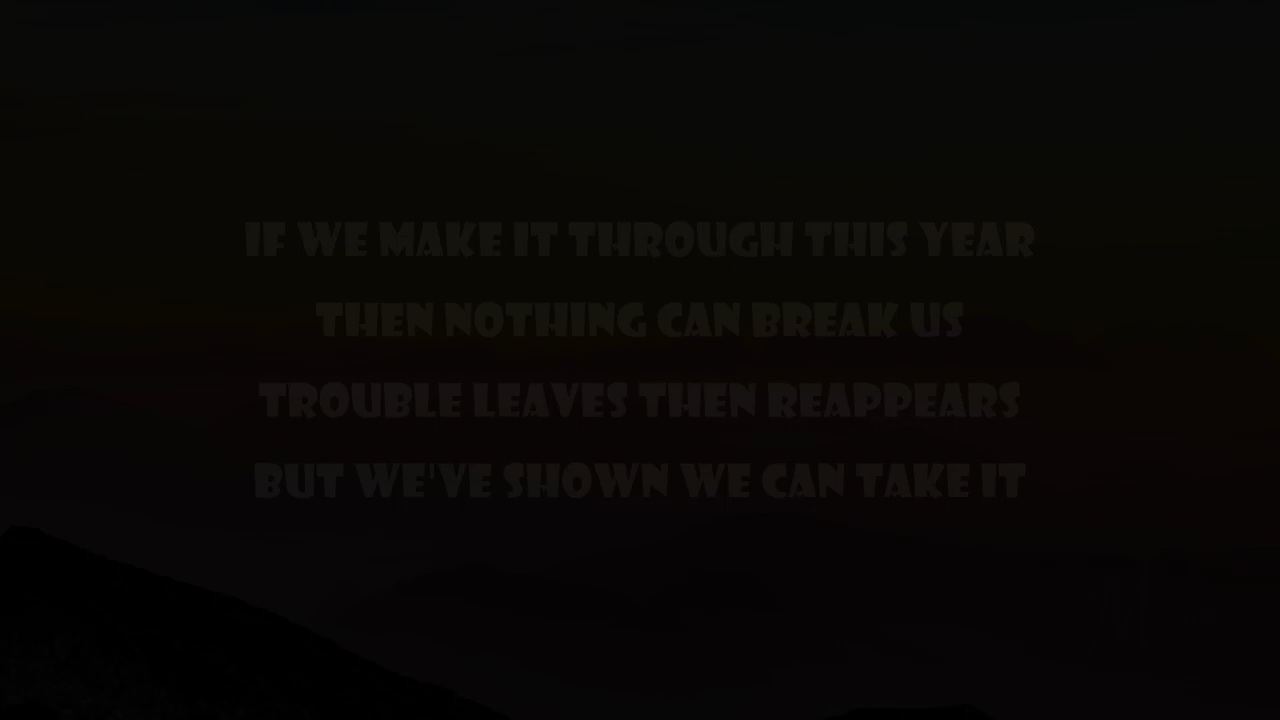 IF WE MAKE IT THROUGH THIS YEAR
THEN NOTHING CAN BREAK US
TROUBLE LEAVES THEN REAPPEARS
BUT WE'VE SHOWN WE CAN TAKE IT